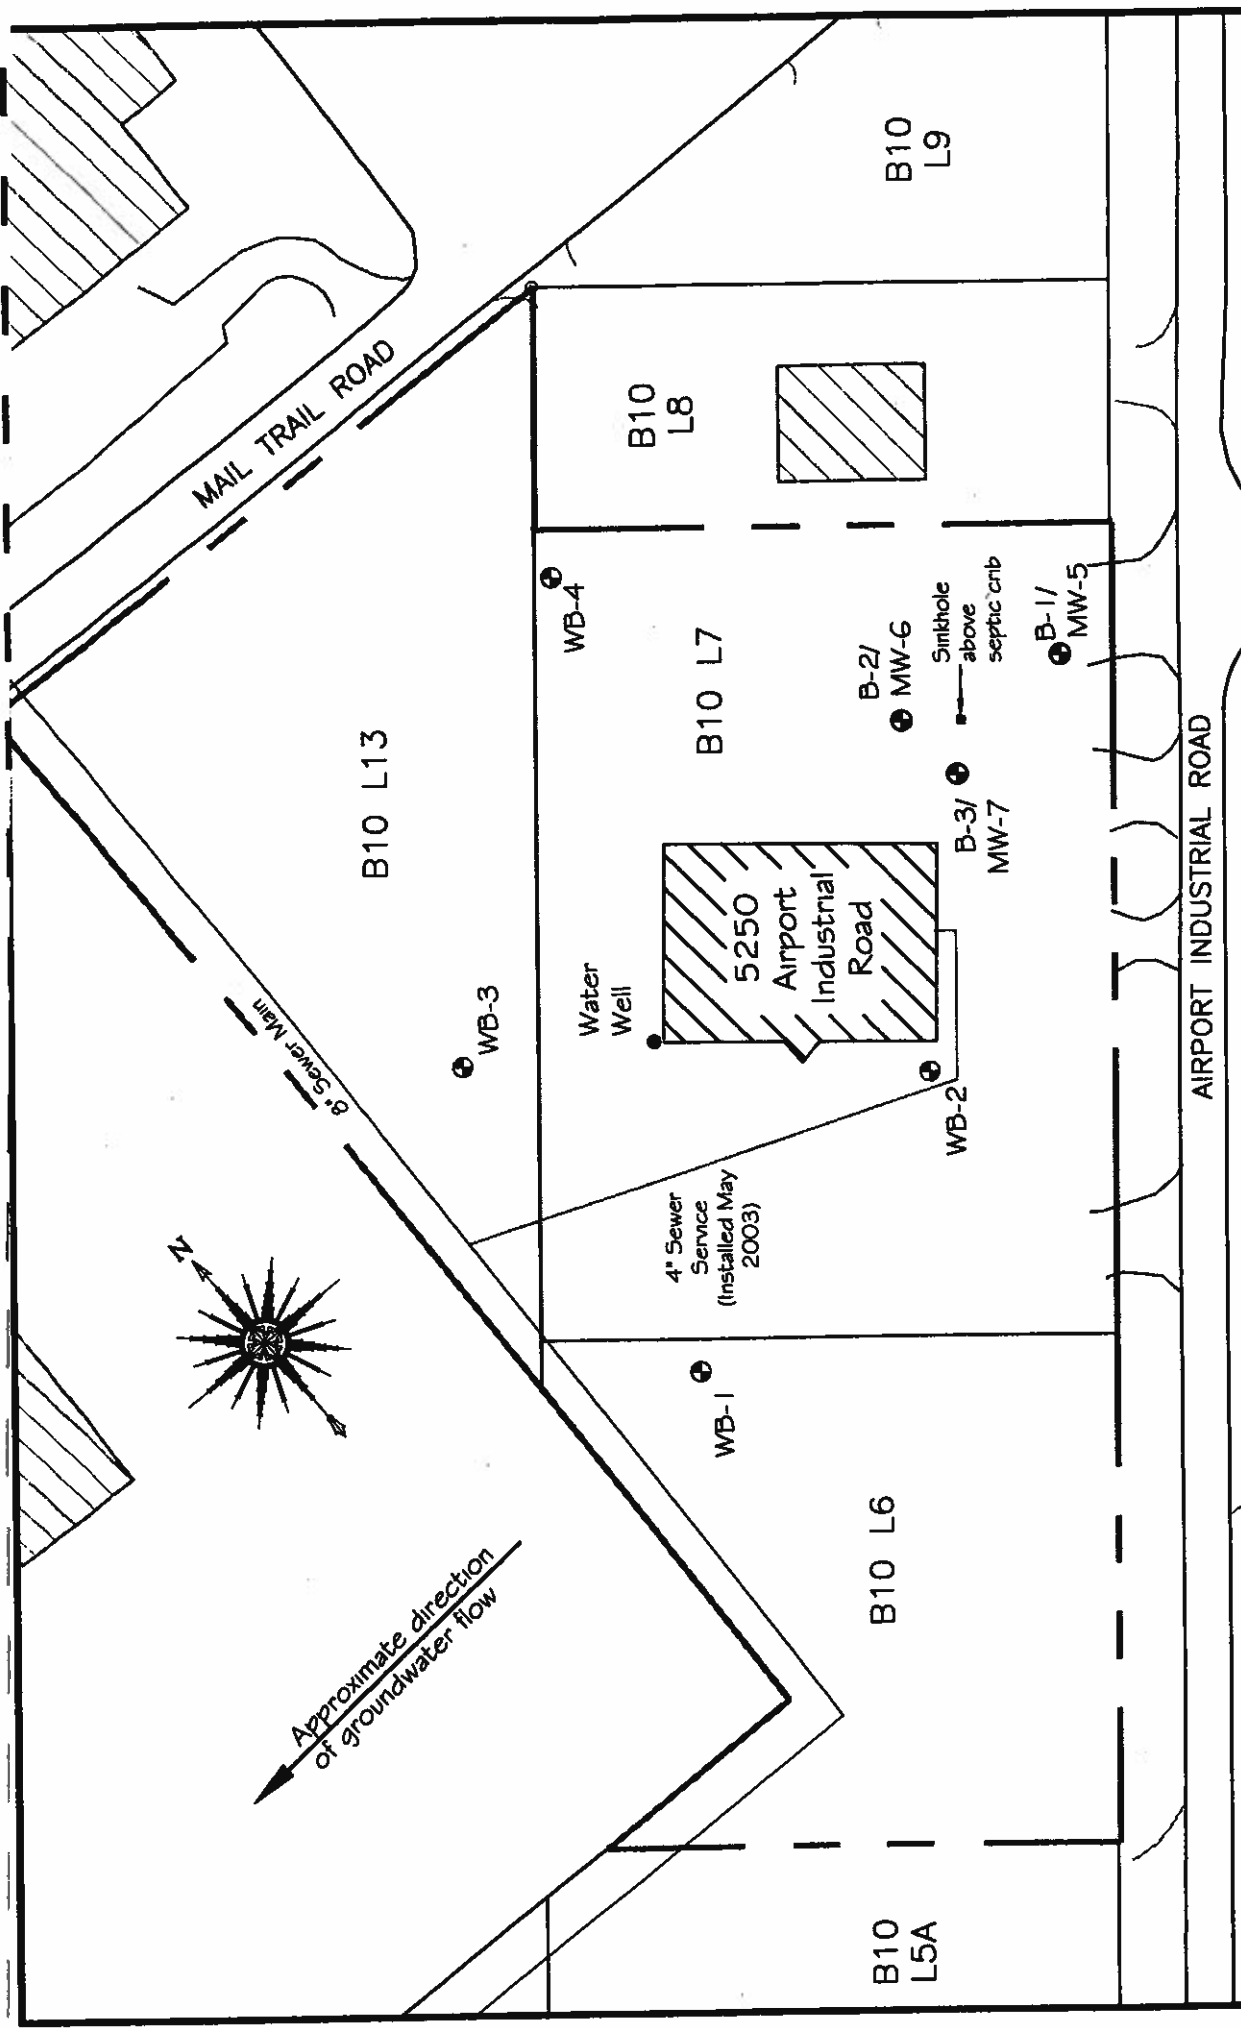 MAIL TRAIL ROAD
B10
L9
B10
L8
B10 L13
8" Sewer Main
WB-3
WB-4
B10 L7
B-2/
MW-6
Sinkhole
above
septic crib
B-1/
MW-5
B-3/
MW-7
Water
Well
5250
Airport
Industrial
Road
WB-2
4" Sewer
Service
(Installed May
2003)
N
WB-1
B10 L6
Approximate direction
of groundwater flow
B10
L5A
AIRPORT INDUSTRIAL ROAD